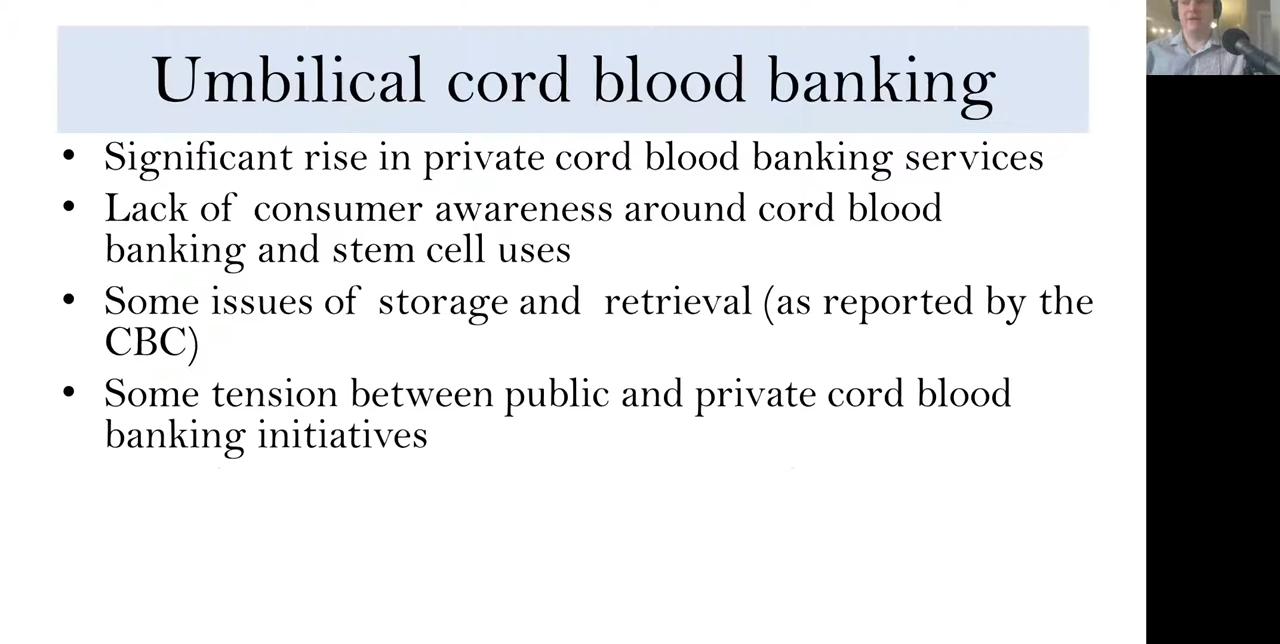 Umbilical cord blood banking
• Significant rise in private cord blood banking services
• Lack of consumer awareness around cord blood
banking and stem cell uses
• Some issues of storage and retrieval (as reported by the
CBC)
• Some tension between public and private cord blood
banking initiatives